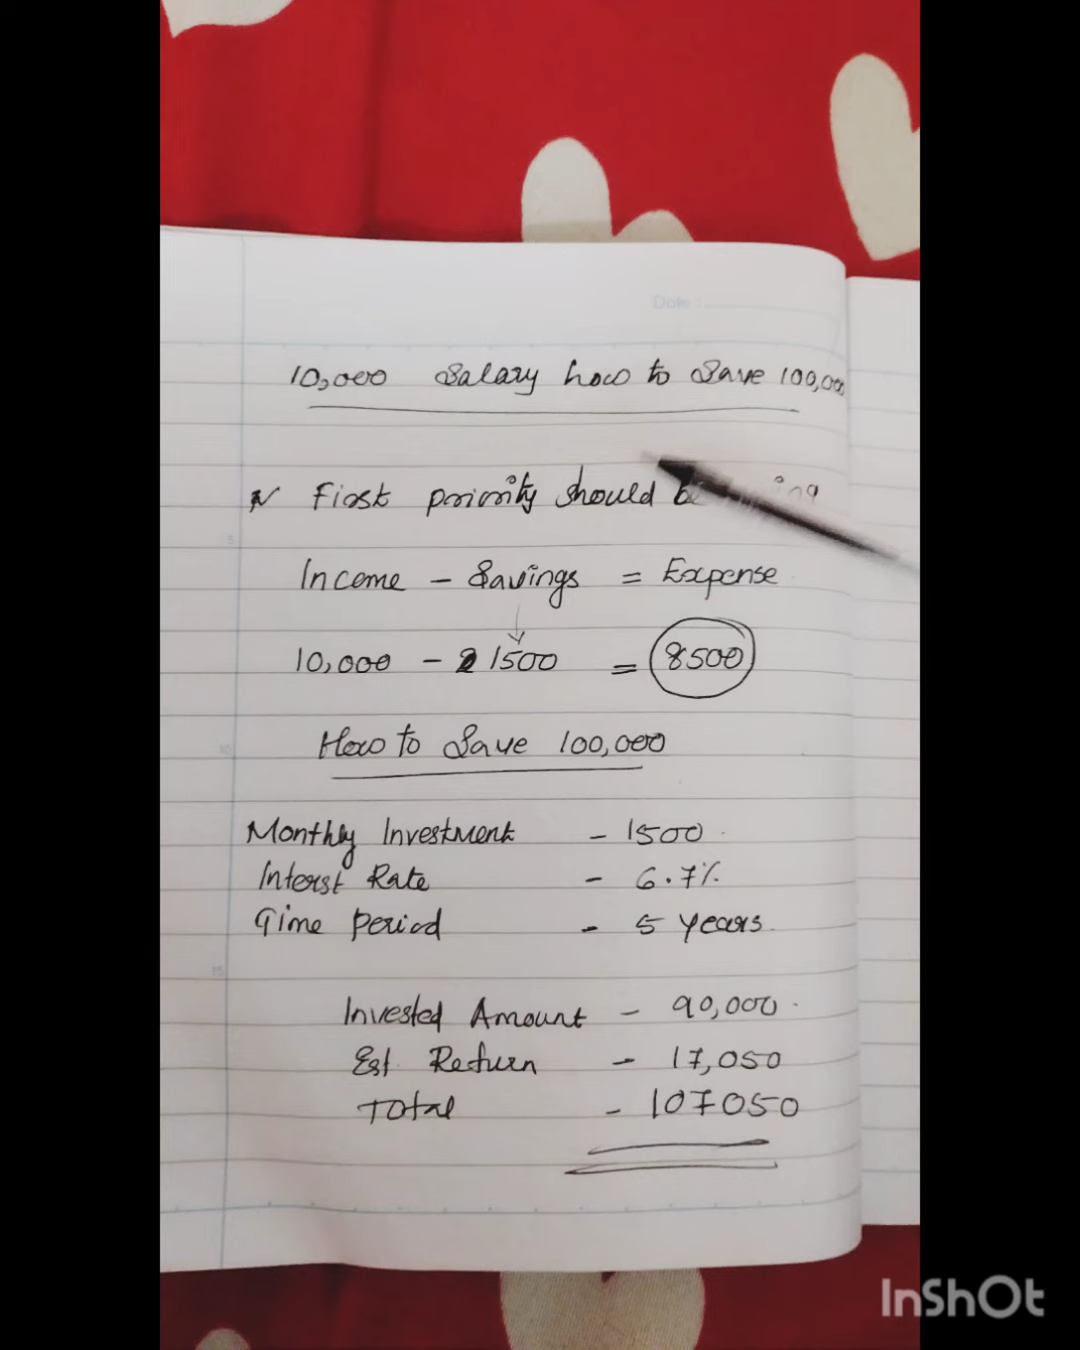 Date :
10,000 Salary how to Save 100,000
First priority should be
Income - Savings = Expense
10,000 - 1500 = 8500
How to Save 100,000
Monthly Investment - 1500
Interst Rate - 6.7%
Time period - 5 years
Invested Amount - 90,000
Est Return - 17,050
Total - 107050
InShOt